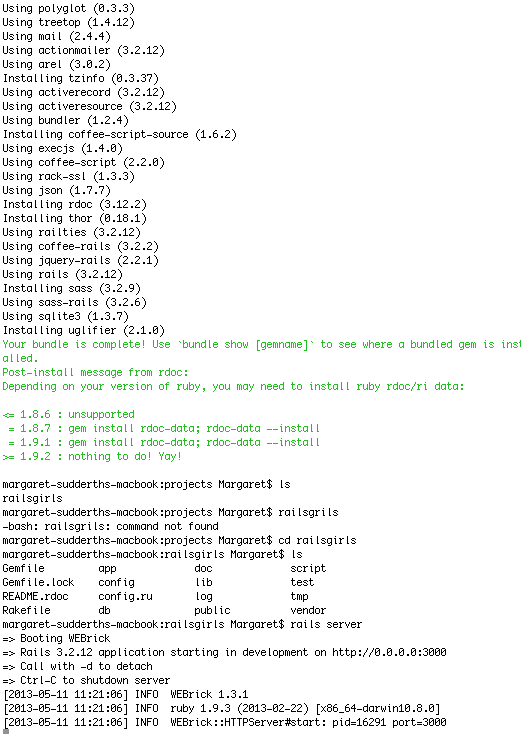 Using polyglot (0.3.3)
Using treetop (1.4.12)
Using mail (2.4.4)
Using actionmailer (3.2.12)
Using arel (3.0.2)
Installing tzinfo (0.3.37)
Using activerecord (3.2.12)
Using activeresource (3.2.12)
Using bundler (1.2.4)
Installing coffee-script-source (1.6.2)
Using execjs (1.4.0)
Using coffee-script (2.2.0)
Using rack-ssl (1.3.3)
Using json (1.7.7)
Installing rdoc (3.12.2)
Installing thor (0.18.1)
Using railties (3.2.12)
Using coffee-rails (3.2.2)
Using jquery-rails (2.2.1)
Using rails (3.2.12)
Installing sass (3.2.9)
Using sass-rails (3.2.6)
Using sqlite3 (1.3.7)
Installing uglifier (2.1.0)
Your bundle is complete! Use `bundle show [gemname]` to see where a bundled gem is inst
alled.
Post-install message from rdoc:
Depending on your version of ruby, you may need to install ruby rdoc/ri data:
<= 1.8.6 : unsupported
= 1.8.7 : gem install rdoc-data; rdoc-data --install
= 1.9.1 : gem install rdoc-data; rdoc-data --install
>= 1.9.2 : nothing to do! Yay!
margaret-sudderths-macbook:projects Margaret$ ls
railsgirls
margaret-sudderths-macbook:projects Margaret$ railsgrils
-bash: railsgrils: command not found
margaret-sudderths-macbook:projects Margaret$ cd railsgirls
margaret-sudderths-macbook:railsgirls Margaret$ ls
Gemfile app doc script
Gemfile.lock config lib test
README.rdoc config.ru log tmp
Rakefile db public vendor
margaret-sudderths-macbook:railsgirls Margaret$ rails server
=> Booting WEBrick
=> Rails 3.2.12 application starting in development on http://0.0.0.0:3000
=> Call with -d to detach
=> Ctrl-C to shutdown server
[2013-05-11 11:21:06] INFO  WEBrick 1.3.1
[2013-05-11 11:21:06] INFO  ruby 1.9.3 (2013-02-22) [x86_64-darwin10.8.0]
[2013-05-11 11:21:06] INFO  WEBrick::HTTPServer#start: pid=16291 port=3000